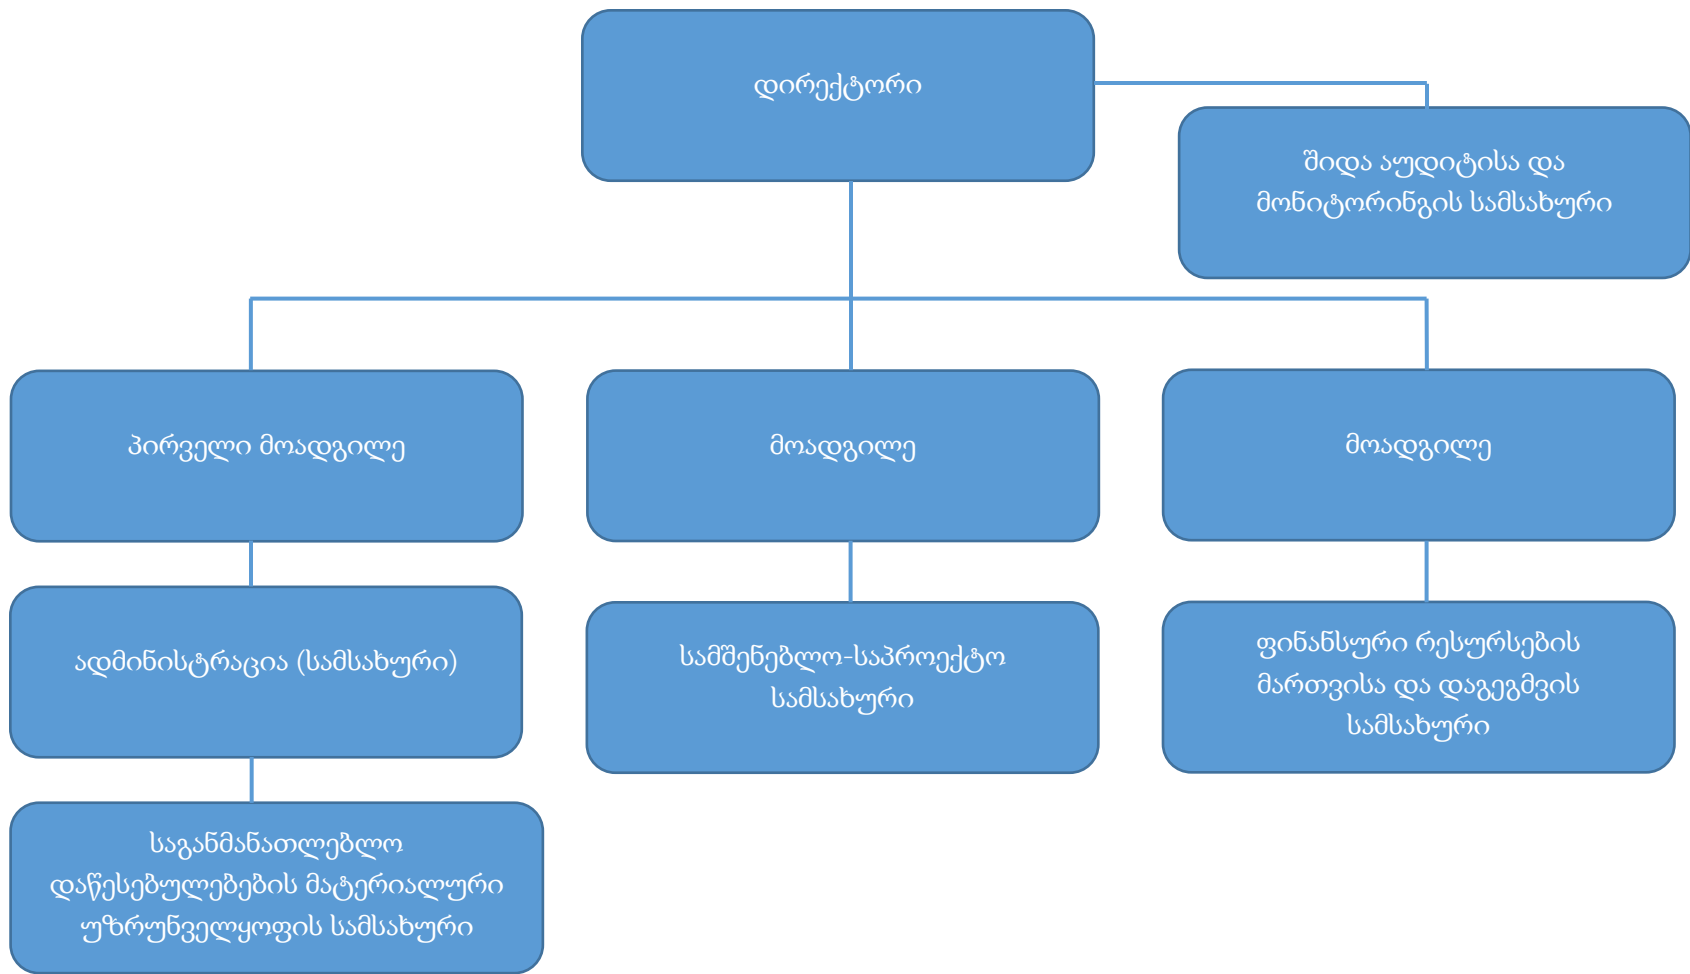 დირექტორი
შიდა აუდიტისა და
მონიტორინგის სამსახური
პირველი მოადგილე
მოადგილე
მოადგილე
ადმინისტრაცია (სამსახური)
სამშენებლო-საპროექტო
სამსახური
ფინანსური რესურსების
მართვისა და დაგეგმვის
სამსახური
საგანმანათლებლო
დაწესებულებების მატერიალური
უზრუნველყოფის სამსახური